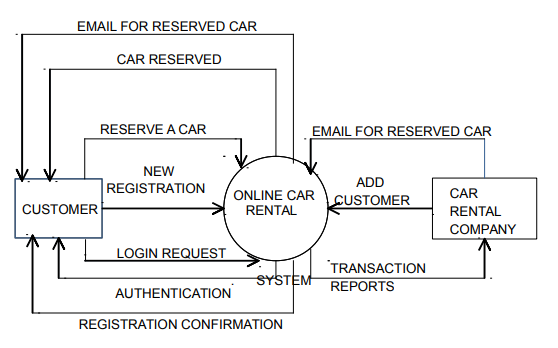 EMAIL FOR RESERVED CAR
CAR RESERVED
RESERVE A CAR
EMAIL FOR RESERVED CAR
NEW
REGISTRATION
ADD
CUSTOMER
CUSTOMER
ONLINE CAR
RENTAL
SYSTEM
CAR
RENTAL
COMPANY
LOGIN REQUEST
TRANSACTION
REPORTS
AUTHENTICATION
REGISTRATION CONFIRMATION